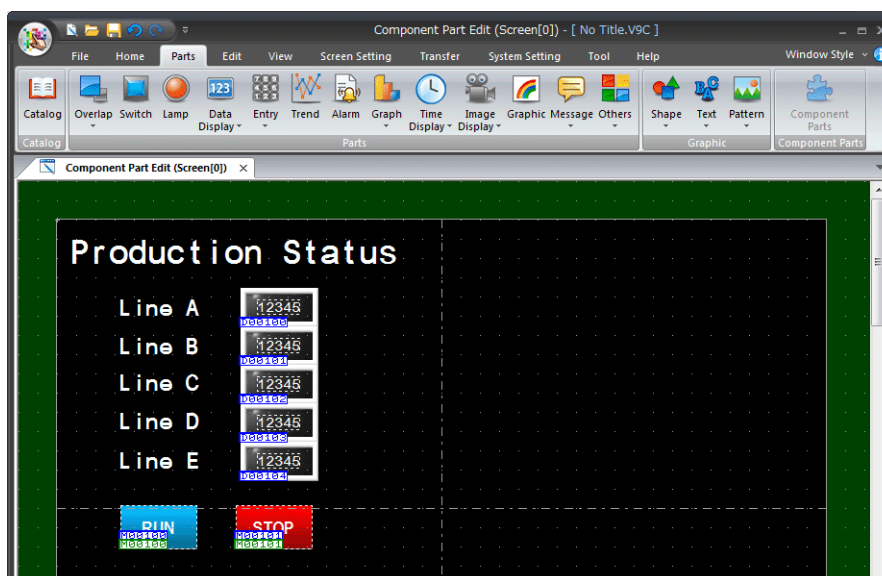 Component Part Edit (Screen[0]) - [ No Title.V9C ]
File Home Parts Edit View Screen Setting Transfer System Setting Tool Help Window Style
Catalog Overlap Switch Lamp Data Display Entry Trend Alarm Graph Time Display Image Display Graphic Message Others Shape Text Pattern Component Parts
Catalog Parts Graphic Component Parts
Component Part Edit (Screen[0])
Production Status
Line A 12345
D00100
Line B 12345
D00101
Line C 12345
D00102
Line D 12345
D00103
Line E 12345
D00104
RUN STOP
M00100 M00101
M00100 M00101